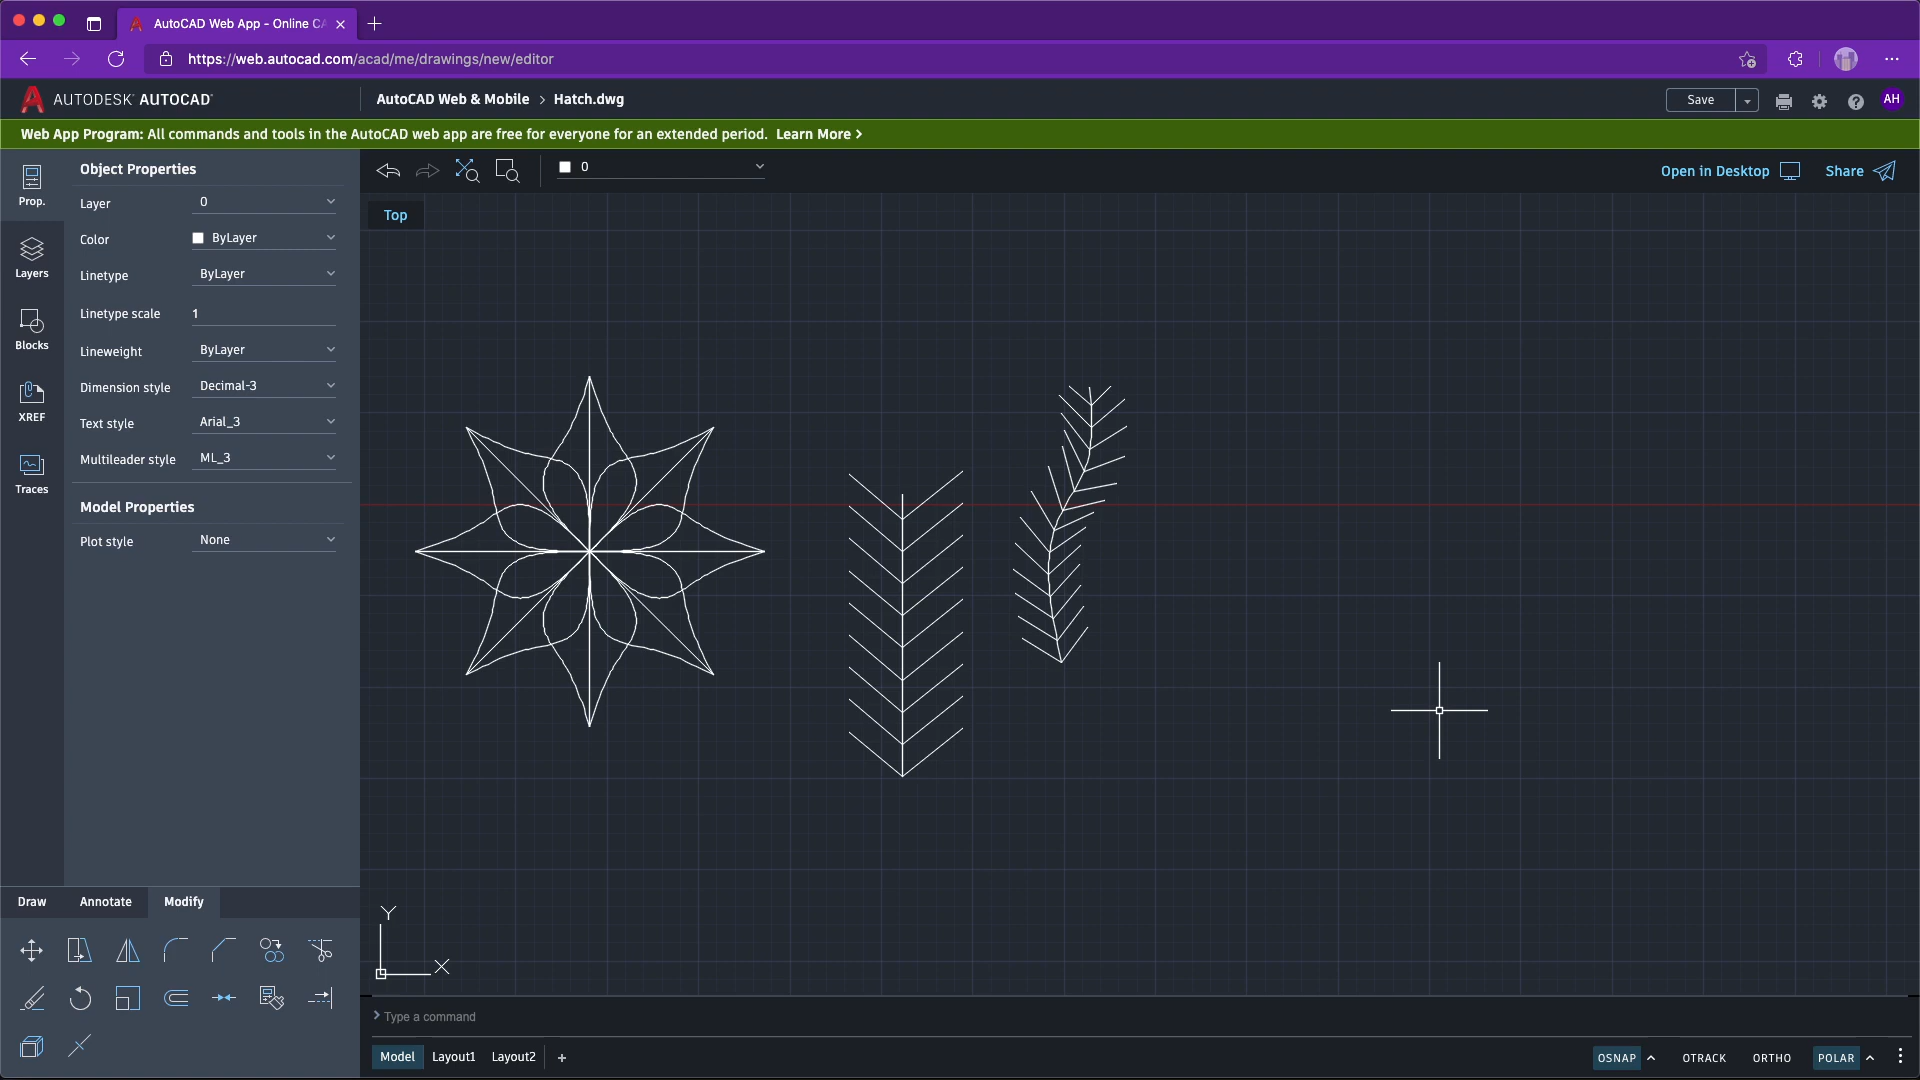 AutoCAD Web App - Online CA
https://web.autocad.com/acad/me/drawings/new/editor
AUTODESK AUTOCAD
AutoCAD Web & Mobile > Hatch.dwg
Save
AH
Web App Program: All commands and tools in the AutoCAD web app are free for everyone for an extended period. Learn More >
Prop.
Layers
Blocks
XREF
Traces
Object Properties
Layer 0
Color ByLayer
Linetype ByLayer
Linetype scale 1
Lineweight ByLayer
Dimension style Decimal-3
Text style Arial_3
Multileader style ML_3
Model Properties
Plot style None
0
Open in Desktop
Share
Top
Draw Annotate Modify
Y
X
Type a command
Model Layout1 Layout2 +
OSNAP OTRACK ORTHO POLAR